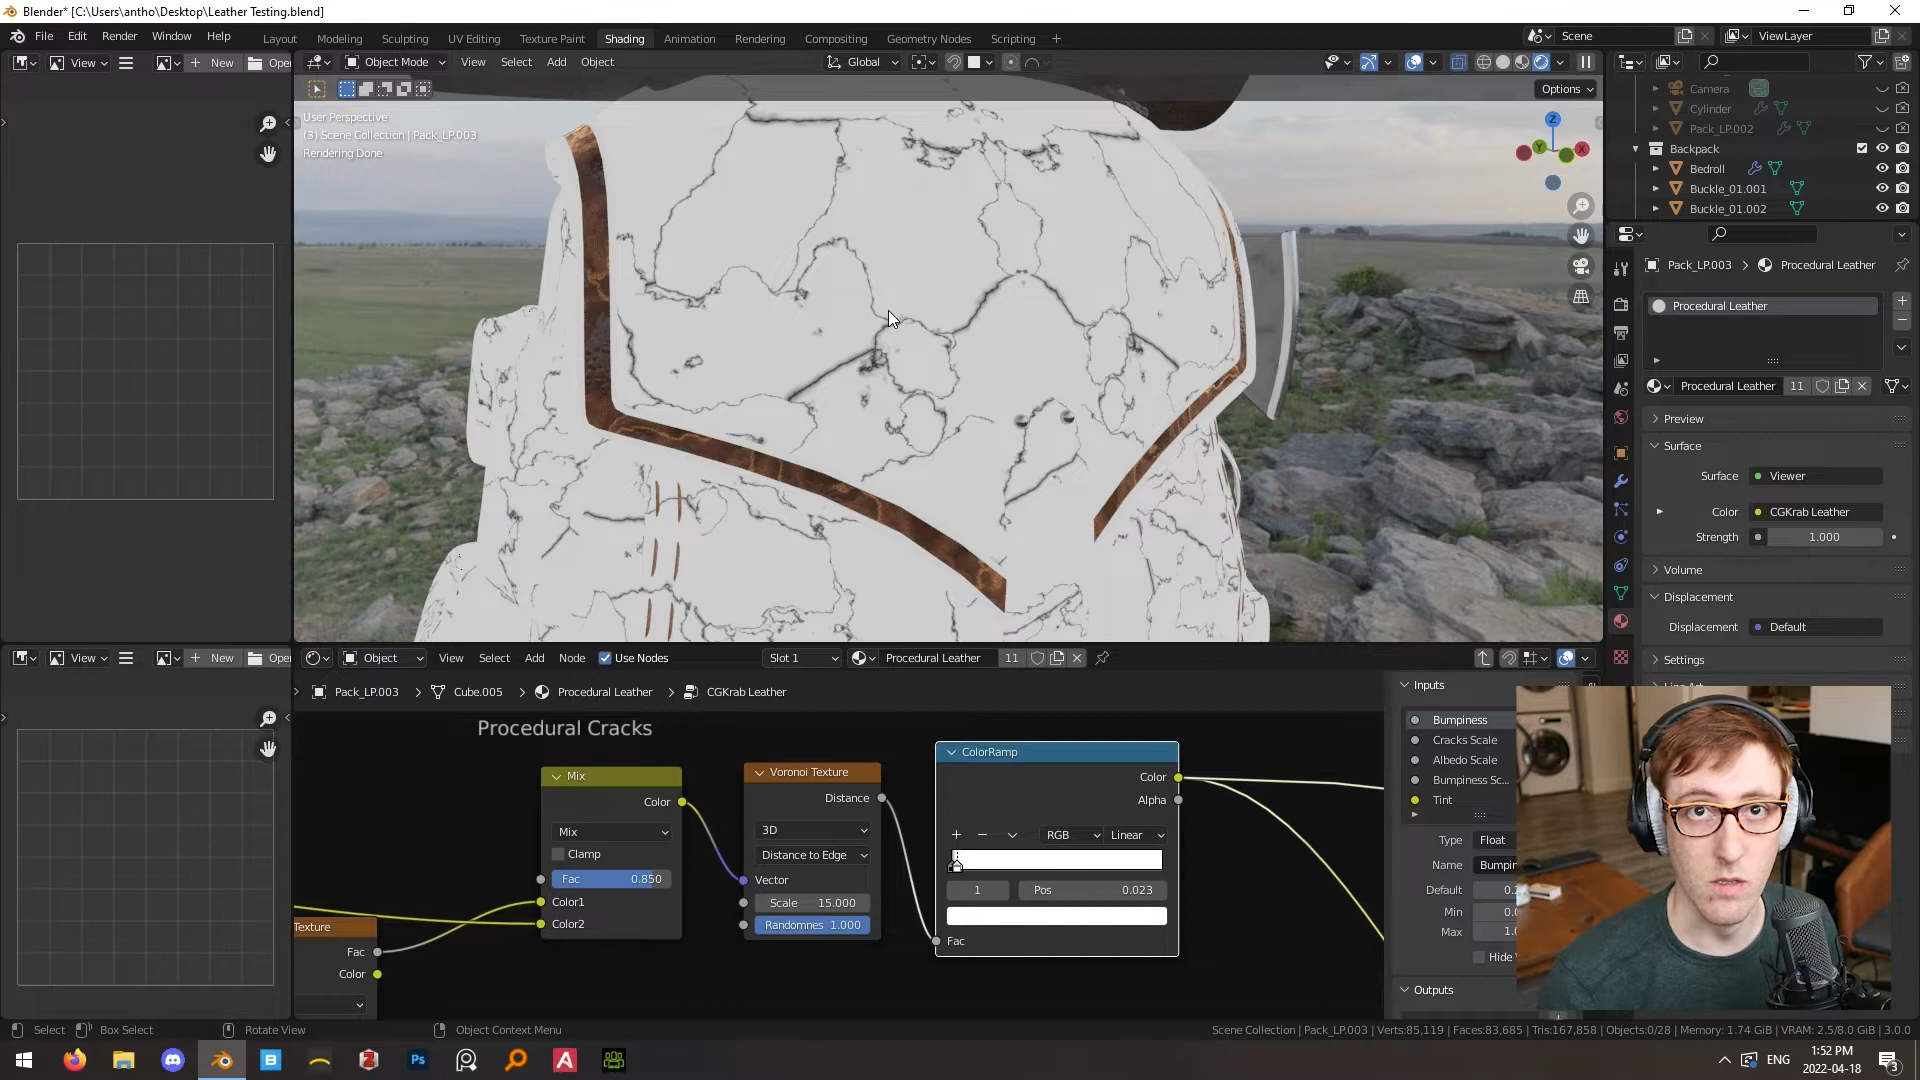 Blender* [C:\Users\antho\Desktop\Leather Testing.blend]
File Edit Render Window Help
Layout Modeling Sculpting UV Editing Texture Paint Shading Animation Rendering Compositing Geometry Nodes Scripting
Scene
ViewLayer
View New
Object Mode View Select Add Object
Global
Options
User Perspective
(3) Scene Collection | Pack_LP.003
Rendering Done
Z
Y
X
Camera
Cylinder
Pack_LP.002
Backpack
Bedroll
Buckle_01.001
Buckle_01.002
Pack_LP.003 > Procedural Leather
Procedural Leather
Procedural Leather 11
Preview
Surface
Surface Viewer
Color CGKrab Leather
Strength 1.000
Volume
Displacement
Displacement Default
Settings
View New
Object View Select Add Node Use Nodes Slot 1 Procedural Leather 11
Pack_LP.003 > Cube.005 > Procedural Leather > CGKrab Leather
Procedural Cracks
Mix
Color
Mix
Clamp
Fac 0.850
Color1
Color2
Texture
Fac
Color
Voronoi Texture
Distance
3D
Distance to Edge
Vector
Scale 15.000
Randomnes 1.000
ColorRamp
Color
Alpha
RGB Linear
1 Pos 0.023
Fac
Inputs
Bumpiness
Cracks Scale
Albedo Scale
Bumpiness Sc...
Tint
Type Float
Name
Default
Min
Max
Hide
Outputs
Select Box Select Rotate View Object Context Menu
Scene Collection | Pack_LP.003 | Verts:85,119 | Faces:83,685 | Tris:167,858 | Objects:0/28 | Memory: 1.74 GiB | VRAM: 2.5/8.0 GiB | 3.0.0
ENG
1:52 PM
2022-04-18
3